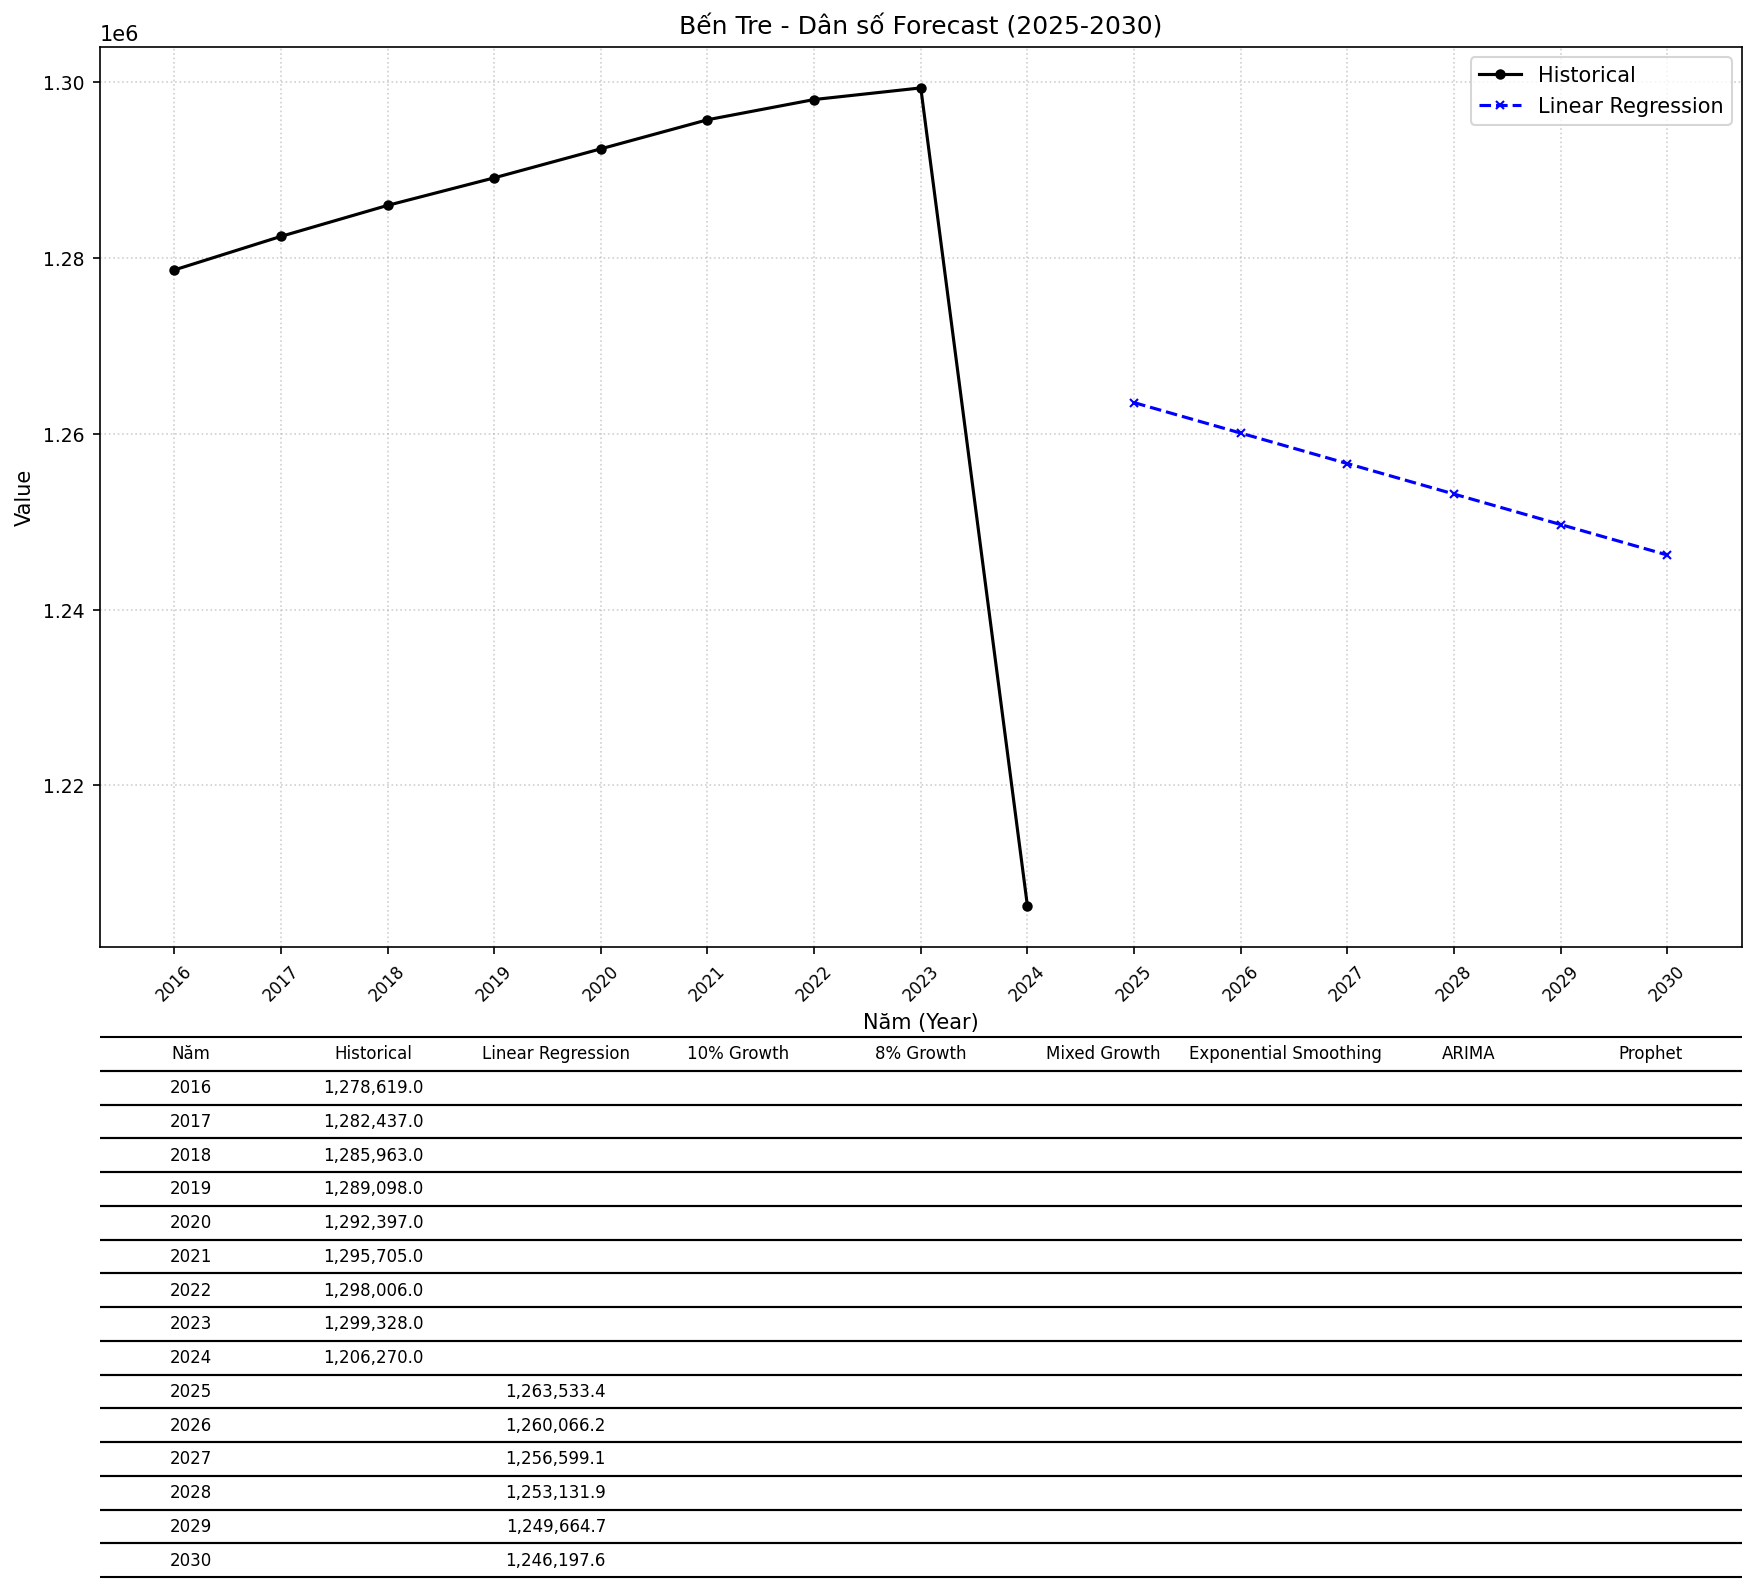 Bến Tre - Dân số Forecast (2025-2030)
1e6
1.30
1.28
1.26
1.24
1.22
Value
Historical
Linear Regression
2016 2017 2018 2019 2020 2021 2022 2023 2024 2025 2026 2027 2028 2029 2030
Năm (Year)
Năm Historical Linear Regression 10% Growth 8% Growth Mixed Growth Exponential Smoothing ARIMA Prophet
2016 1,278,619.0
2017 1,282,437.0
2018 1,285,963.0
2019 1,289,098.0
2020 1,292,397.0
2021 1,295,705.0
2022 1,298,006.0
2023 1,299,328.0
2024 1,206,270.0
2025 1,263,533.4
2026 1,260,066.2
2027 1,256,599.1
2028 1,253,131.9
2029 1,249,664.7
2030 1,246,197.6